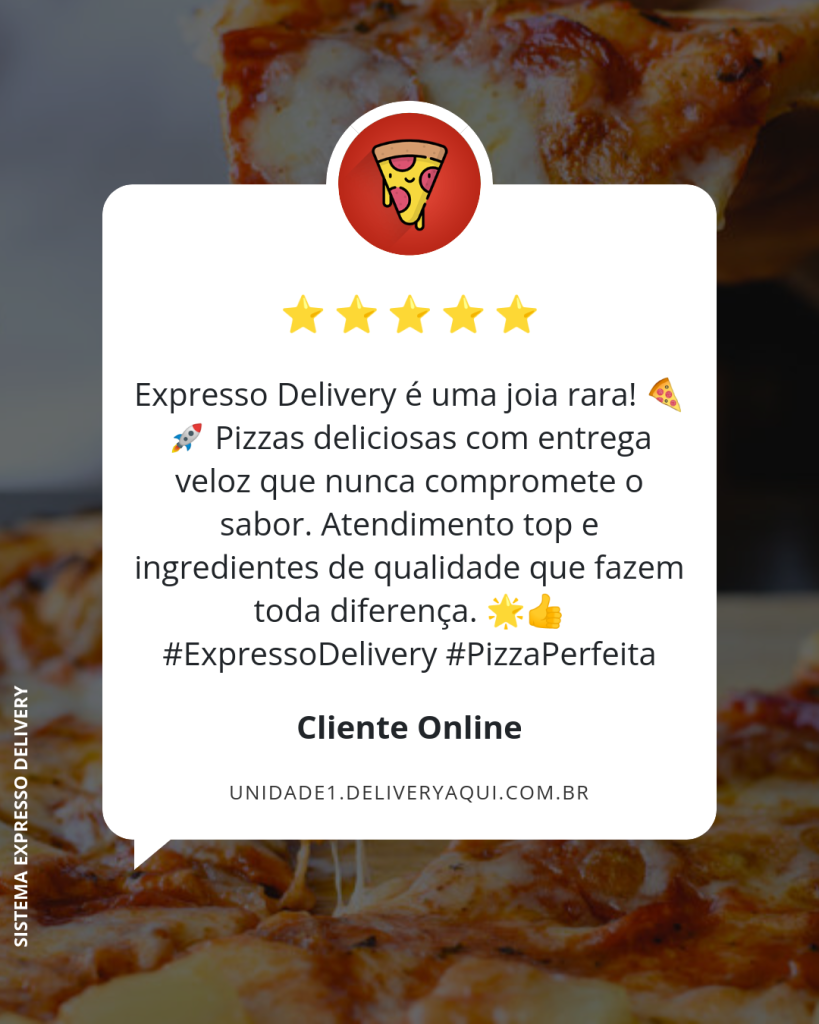 Expresso Delivery é uma joia rara! 🍕
🚀 Pizzas deliciosas com entrega
veloz que nunca compromete o
sabor. Atendimento top e
ingredientes de qualidade que fazem
toda diferença. 🌟👍
#ExpressoDelivery #PizzaPerfeita
Cliente Online
UNIDADE1.DELIVERYAQUI.COM.BR
SISTEMA EXPRESSO DELIVERY